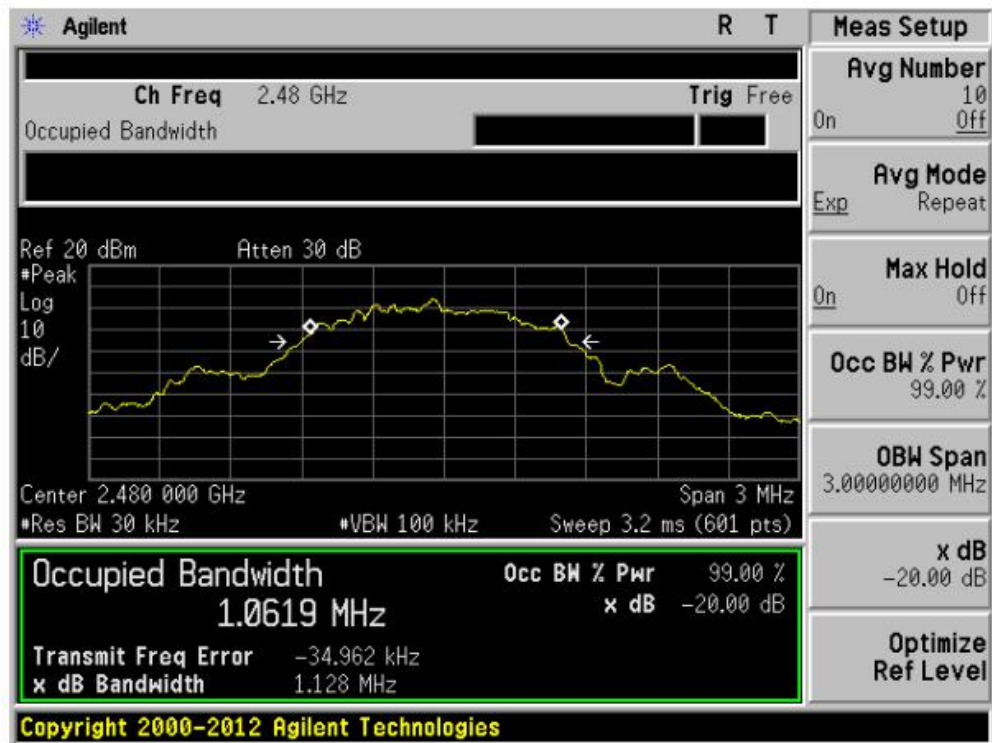 Agilent R T
Ch Freq 2.48 GHz Trig Free
Occupied Bandwidth
Ref 20 dBm Atten 30 dB
#Peak
Log
10
dB/
Center 2.480 000 GHz Span 3 MHz
#Res BW 30 kHz #VBW 100 kHz Sweep 3.2 ms (601 pts)
Occupied Bandwidth Occ BW % Pwr 99.00 %
1.0619 MHz x dB -20.00 dB
Transmit Freq Error -34.962 kHz
x dB Bandwidth 1.128 MHz
Copyright 2000-2012 Agilent Technologies
Meas Setup
Avg Number
10
On Off
Avg Mode
Exp Repeat
Max Hold
On Off
Occ BW % Pwr
99.00 %
OBW Span
3.00000000 MHz
x dB
-20.00 dB
Optimize
Ref Level